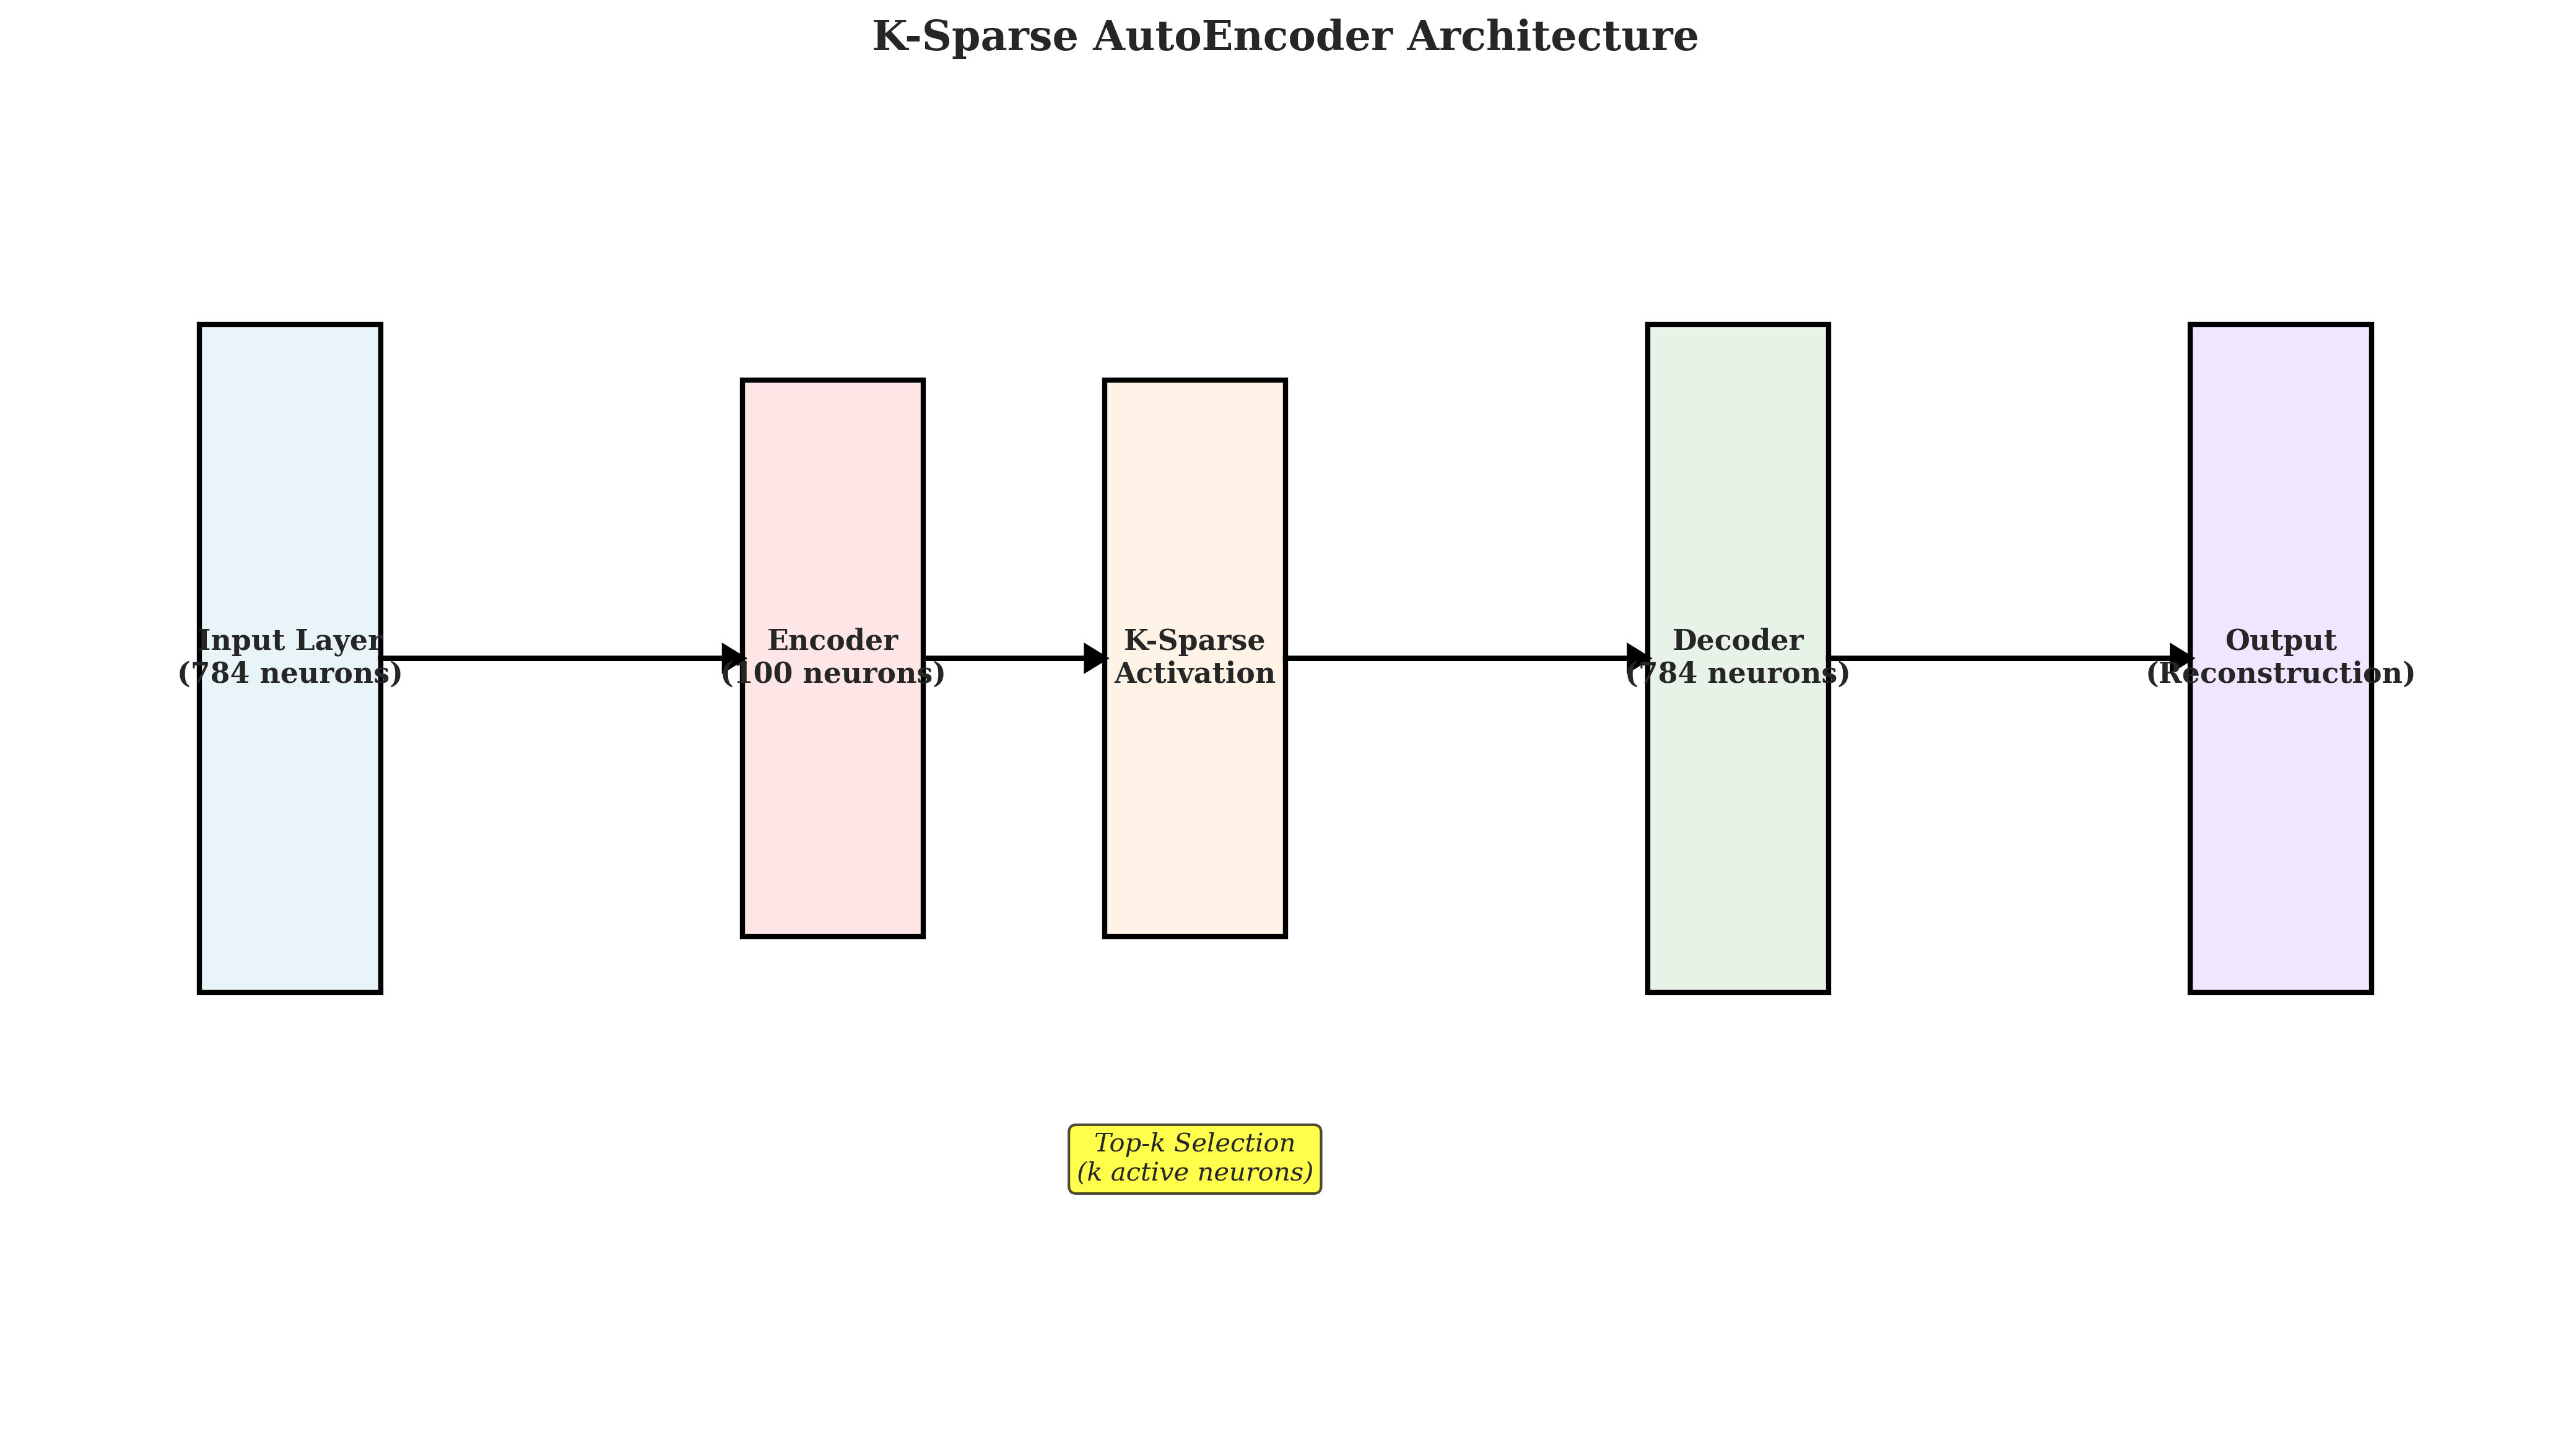 K-Sparse AutoEncoder Architecture
Input Layer
(784 neurons)
Encoder
(100 neurons)
K-Sparse
Activation
Decoder
(784 neurons)
Output
(Reconstruction)
Top-k Selection
(k active neurons)